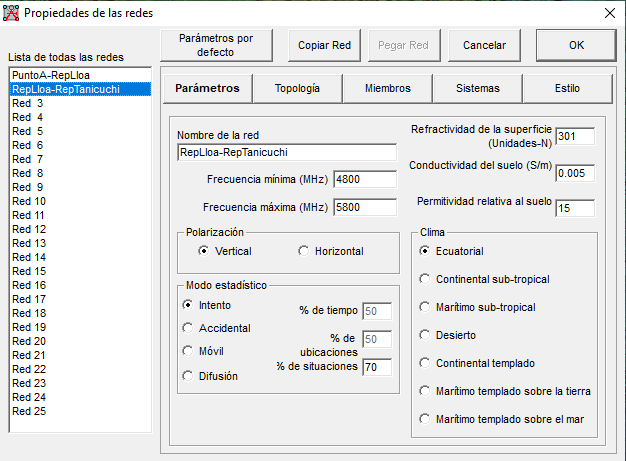 Propiedades de las redes
Lista de todas las redes
PuntoA-RepLloa
RepLloa-RepTanicuchi
Red 3
Red 4
Red 5
Red 6
Red 7
Red 8
Red 9
Red 10
Red 11
Red 12
Red 13
Red 14
Red 15
Red 16
Red 17
Red 18
Red 19
Red 20
Red 21
Red 22
Red 23
Red 24
Red 25
Parámetros por
defecto
Copiar Red
Pegar Red
Cancelar
OK
Parámetros
Topología
Miembros
Sistemas
Estilo
Nombre de la red
RepLloa-RepTanicuchi
Frecuencia mínima (MHz) 4800
Frecuencia máxima (MHz) 5800
Polarización
Vertical
Horizontal
Modo estadístico
Intento
Accidental
Móvil
Difusión
% de tiempo 50
% de
ubicaciones 50
% de situaciones 70
Refractividad de la superficie
(Unidades-N) 301
Conductividad del suelo (S/m) 0.005
Permitividad relativa al suelo 15
Clima
Ecuatorial
Continental sub-tropical
Marítimo sub-tropical
Desierto
Continental templado
Marítimo templado sobre la tierra
Marítimo templado sobre el mar